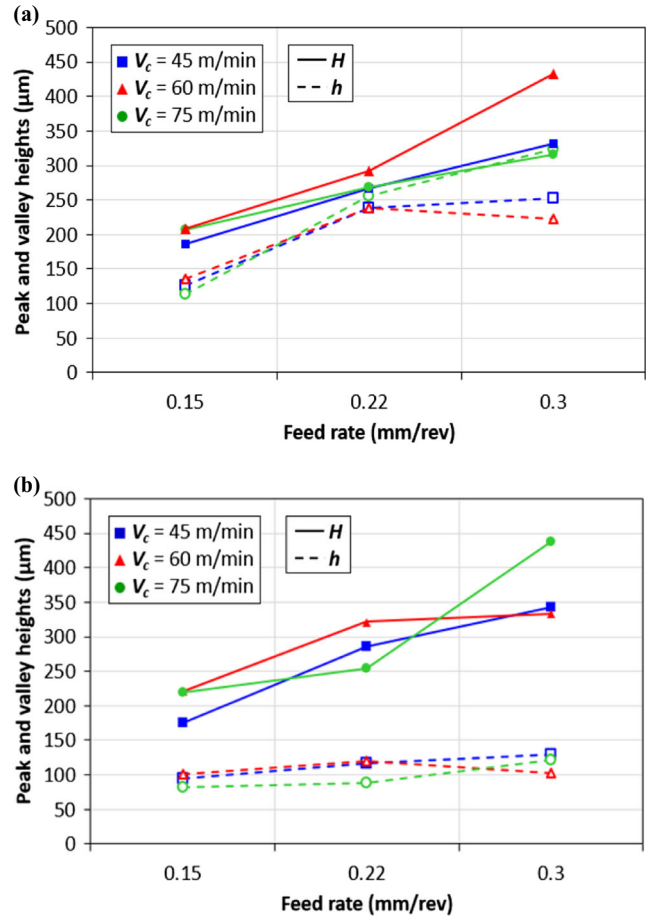 (a)
500
450
400
350
300
250
200
150
100
50
0
Peak and valley heights (µm)
Vc = 45 m/min
Vc = 60 m/min
Vc = 75 m/min
H
h
0.15 0.22 0.3
Feed rate (mm/rev)
(b)
500
450
400
350
300
250
200
150
100
50
0
Peak and valley heights (µm)
Vc = 45 m/min
Vc = 60 m/min
Vc = 75 m/min
H
h
0.15 0.22 0.3
Feed rate (mm/rev)